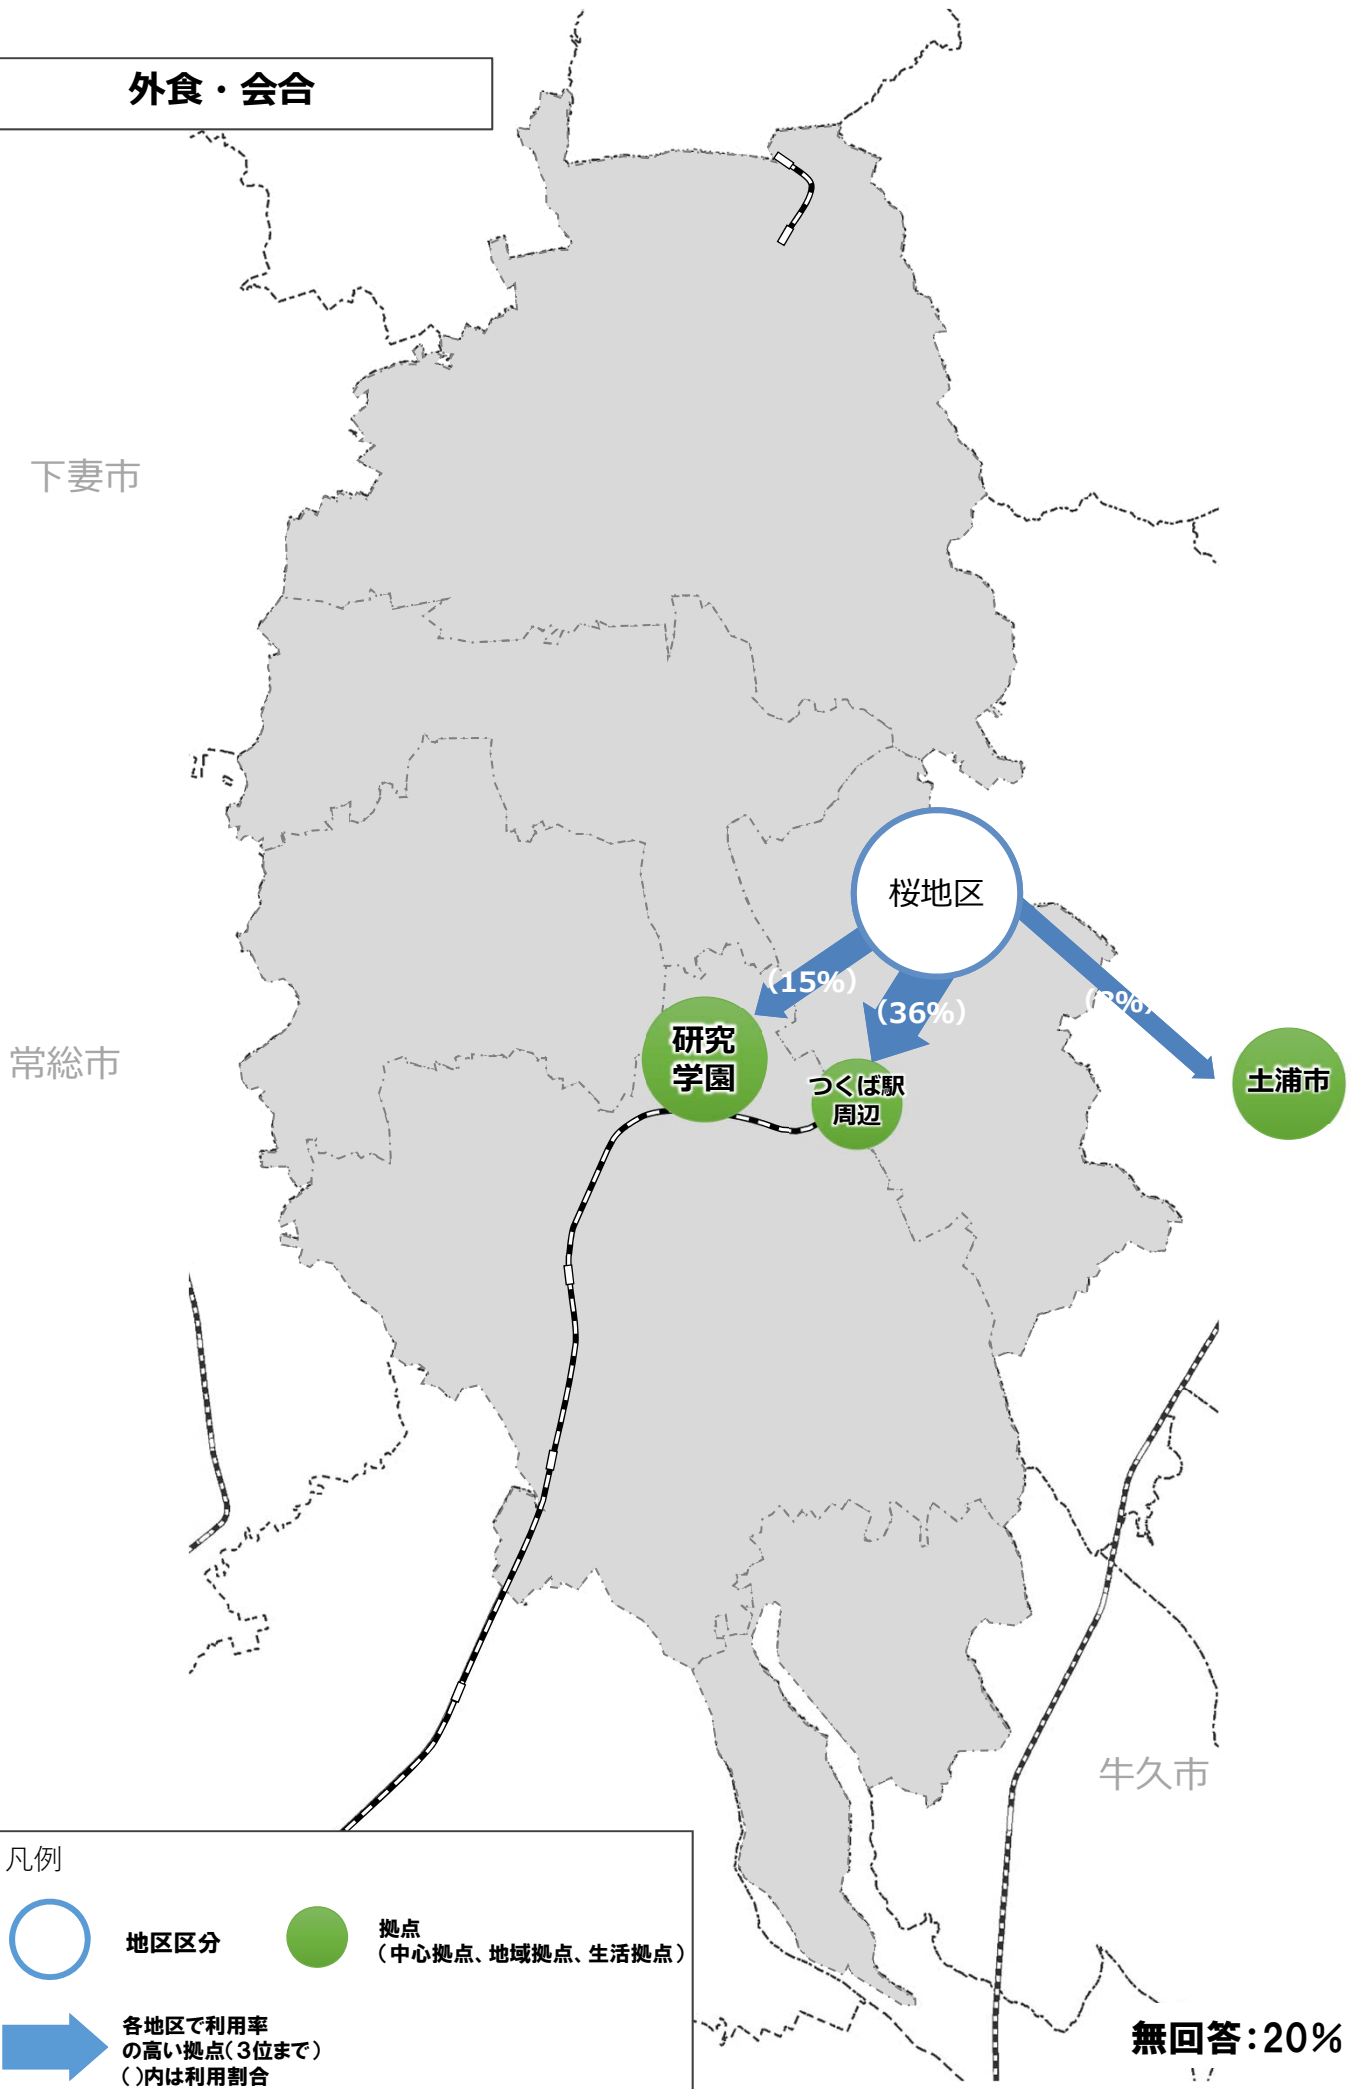 外食・会合
下妻市
桜地区
(15%)
(36%)
研究
学園
つくば駅
周辺
土浦市
常総市
牛久市
凡例
地区区分
拠点
(中心拠点、地域拠点、生活拠点)
各地区で利用率
の高い拠点(3位まで)
( )内は利用割合
無回答:20%